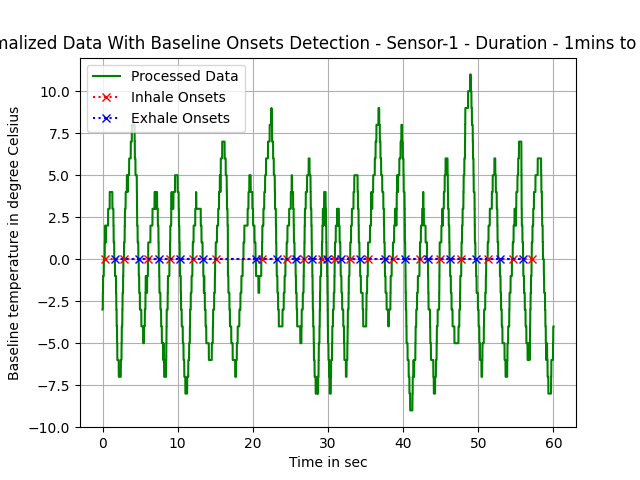 malized Data With Baseline Onsets Detection - Sensor-1 - Duration - 1mins to
Processed Data
Inhale Onsets
Exhale Onsets
Baseline temperature in degree Celsius
10.0
7.5
5.0
2.5
0.0
−2.5
−5.0
−7.5
−10.0
0 10 20 30 40 50 60
Time in sec